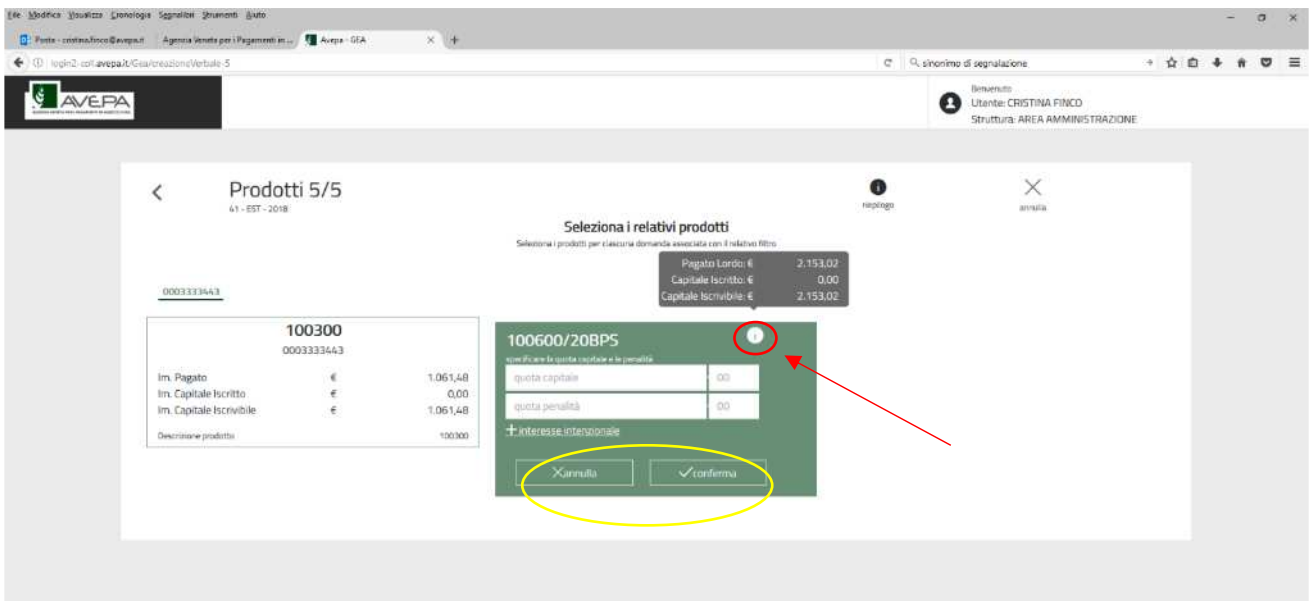 File Modifica Visualizza Cronologia Segnalibri Strumenti Aiuto
Posta - cristina.finco@avepa.it
Agenzia Veneta per i Pagamenti in ...
Avepa - GEA
login2-coll.avepa.it/Gea/creazioneVerbale-5
sinonimo di segnalazione
AVEPA
Benvenuto
Utente: CRISTINA FINCO
Struttura: AREA AMMINISTRAZIONE
Prodotti 5/5
41 - EST - 2018
riepilogo
annulla
Seleziona i relativi prodotti
Seleziona i prodotti per ciascuna domanda associata con il relativo filtro
Pagato Lordo: € 2.153,02
Capitale Iscritto: € 0,00
Capitale Iscrivibile: € 2.153,02
0003333443
100300
0003333443
Im. Pagato € 1.061,48
Im. Capitale Iscritto € 0,00
Im. Capitale Iscrivibile € 1.061,48
Descrizione prodotto 100300
100600/20BPS
specificare la quota capitale e le penalità
quota capitale 00
quota penalità 00
+ interesse intenzionale
annulla
conferma